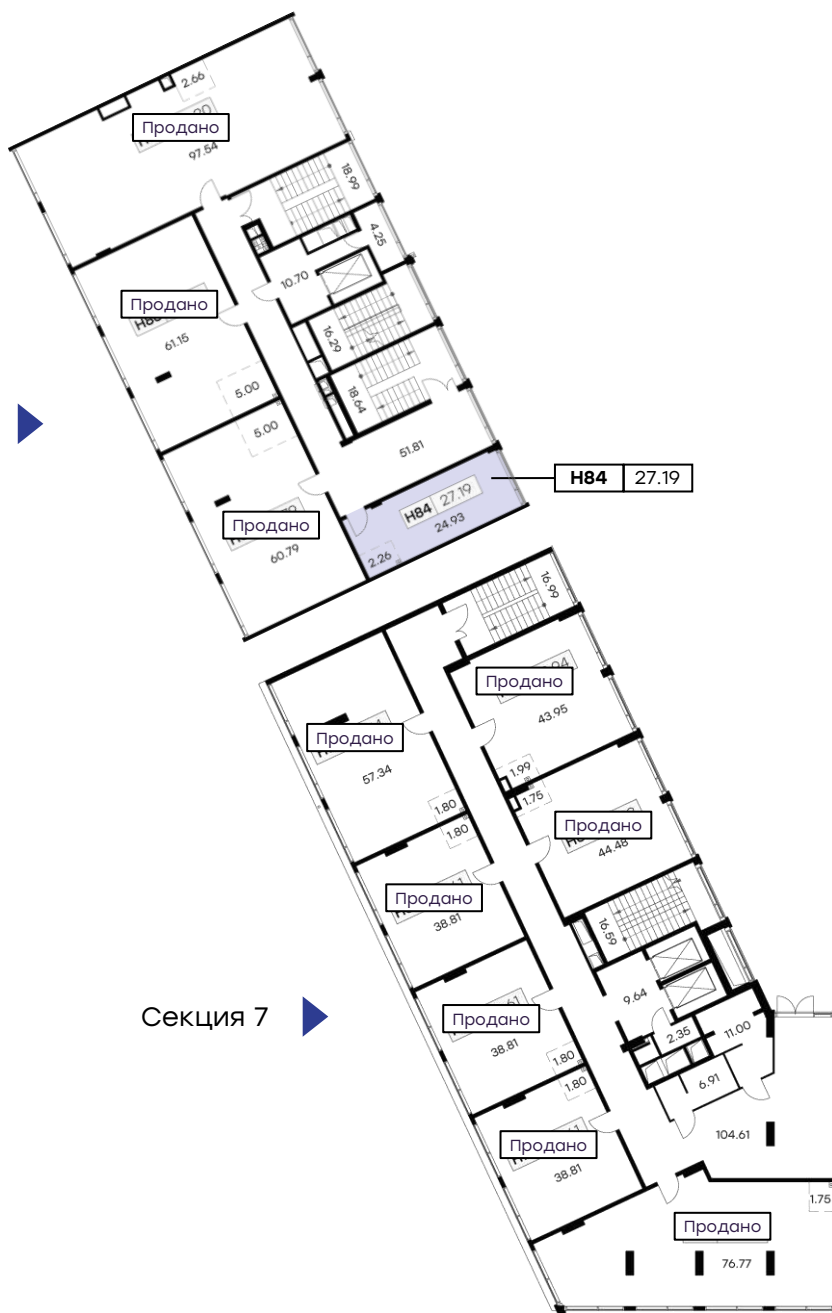 2.66
Продано
97.54
18.99
4.25
10.70
Продано
61.15
16.29
5.00
18.64
5.00
51.81
H84 27.19
H84 27.19
24.93
Продано
60.79
2.26
16.99
Продано
43.95
Продано
57.34
1.99
1.75
1.80
1.80
Продано
44.48
Продано
38.81
16.59
9.64
Секция 7
Продано
38.81
2.35
11.00
1.80
1.80
6.91
104.61
Продано
38.81
1.75
Продано
76.77